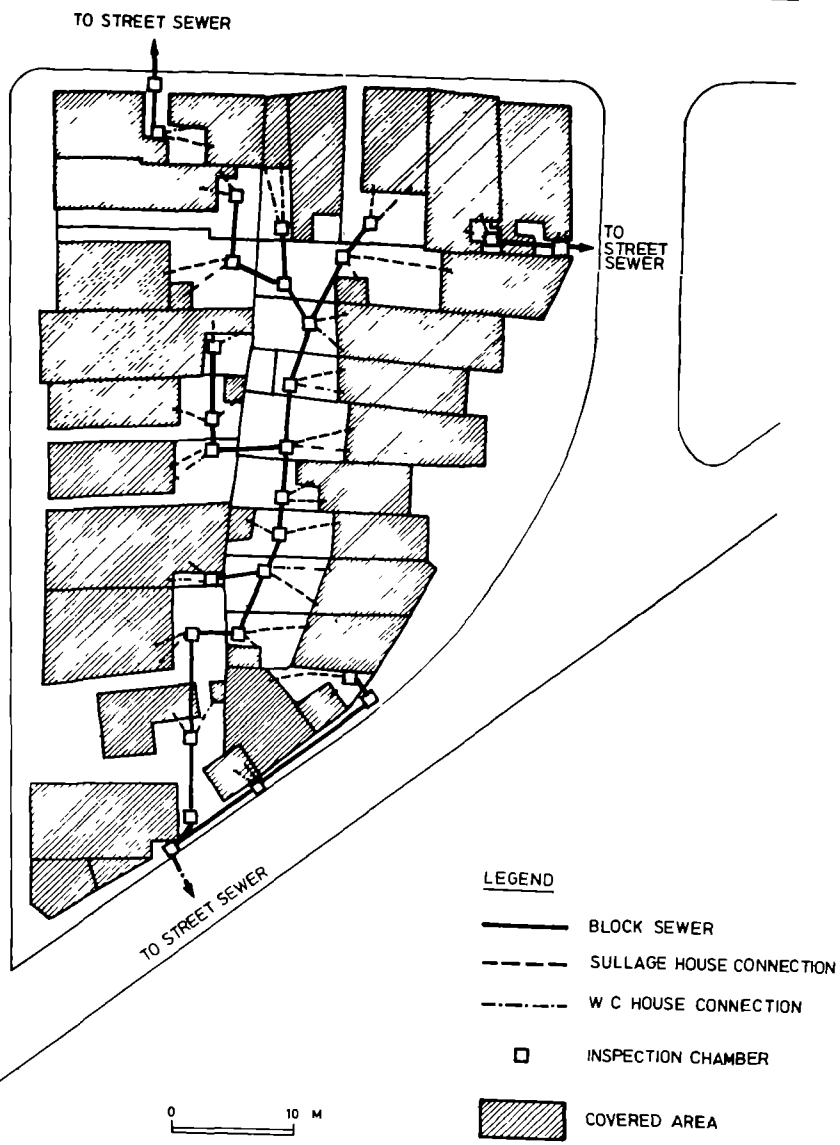 TO STREET SEWER
TO
STREET
SEWER
TO STREET SEWER
LEGEND
BLOCK SEWER
SULLAGE HOUSE CONNECTION
W C HOUSE CONNECTION
INSPECTION CHAMBER
COVERED AREA
0 10 M